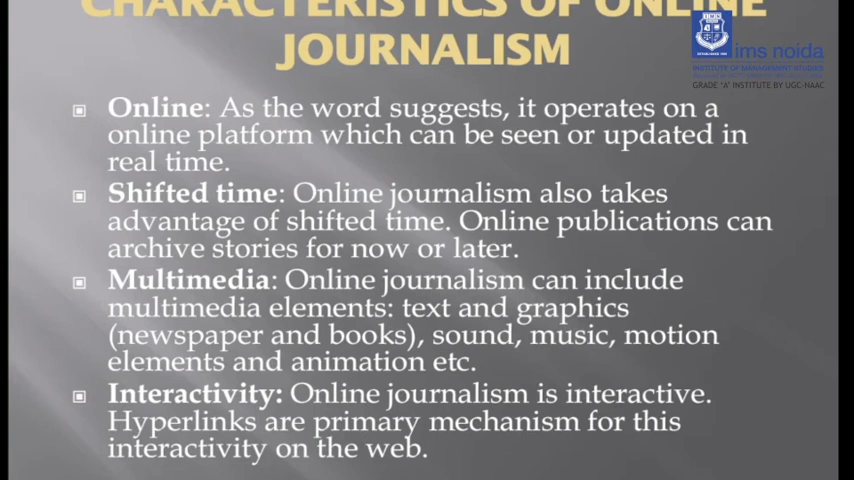 CHARACTERISTICS OF ONLINE
JOURNALISM
ims noida
INSTITUTE OF MANAGEMENT STUDIES
GRADE "A" INSTITUTE BY UGC-NAAC
Online: As the word suggests, it operates on a
online platform which can be seen or updated in
real time.
Shifted time: Online journalism also takes
advantage of shifted time. Online publications can
archive stories for now or later.
Multimedia: Online journalism can include
multimedia elements: text and graphics
(newspaper and books), sound, music, motion
elements and animation etc.
Interactivity: Online journalism is interactive.
Hyperlinks are primary mechanism for this
interactivity on the web.